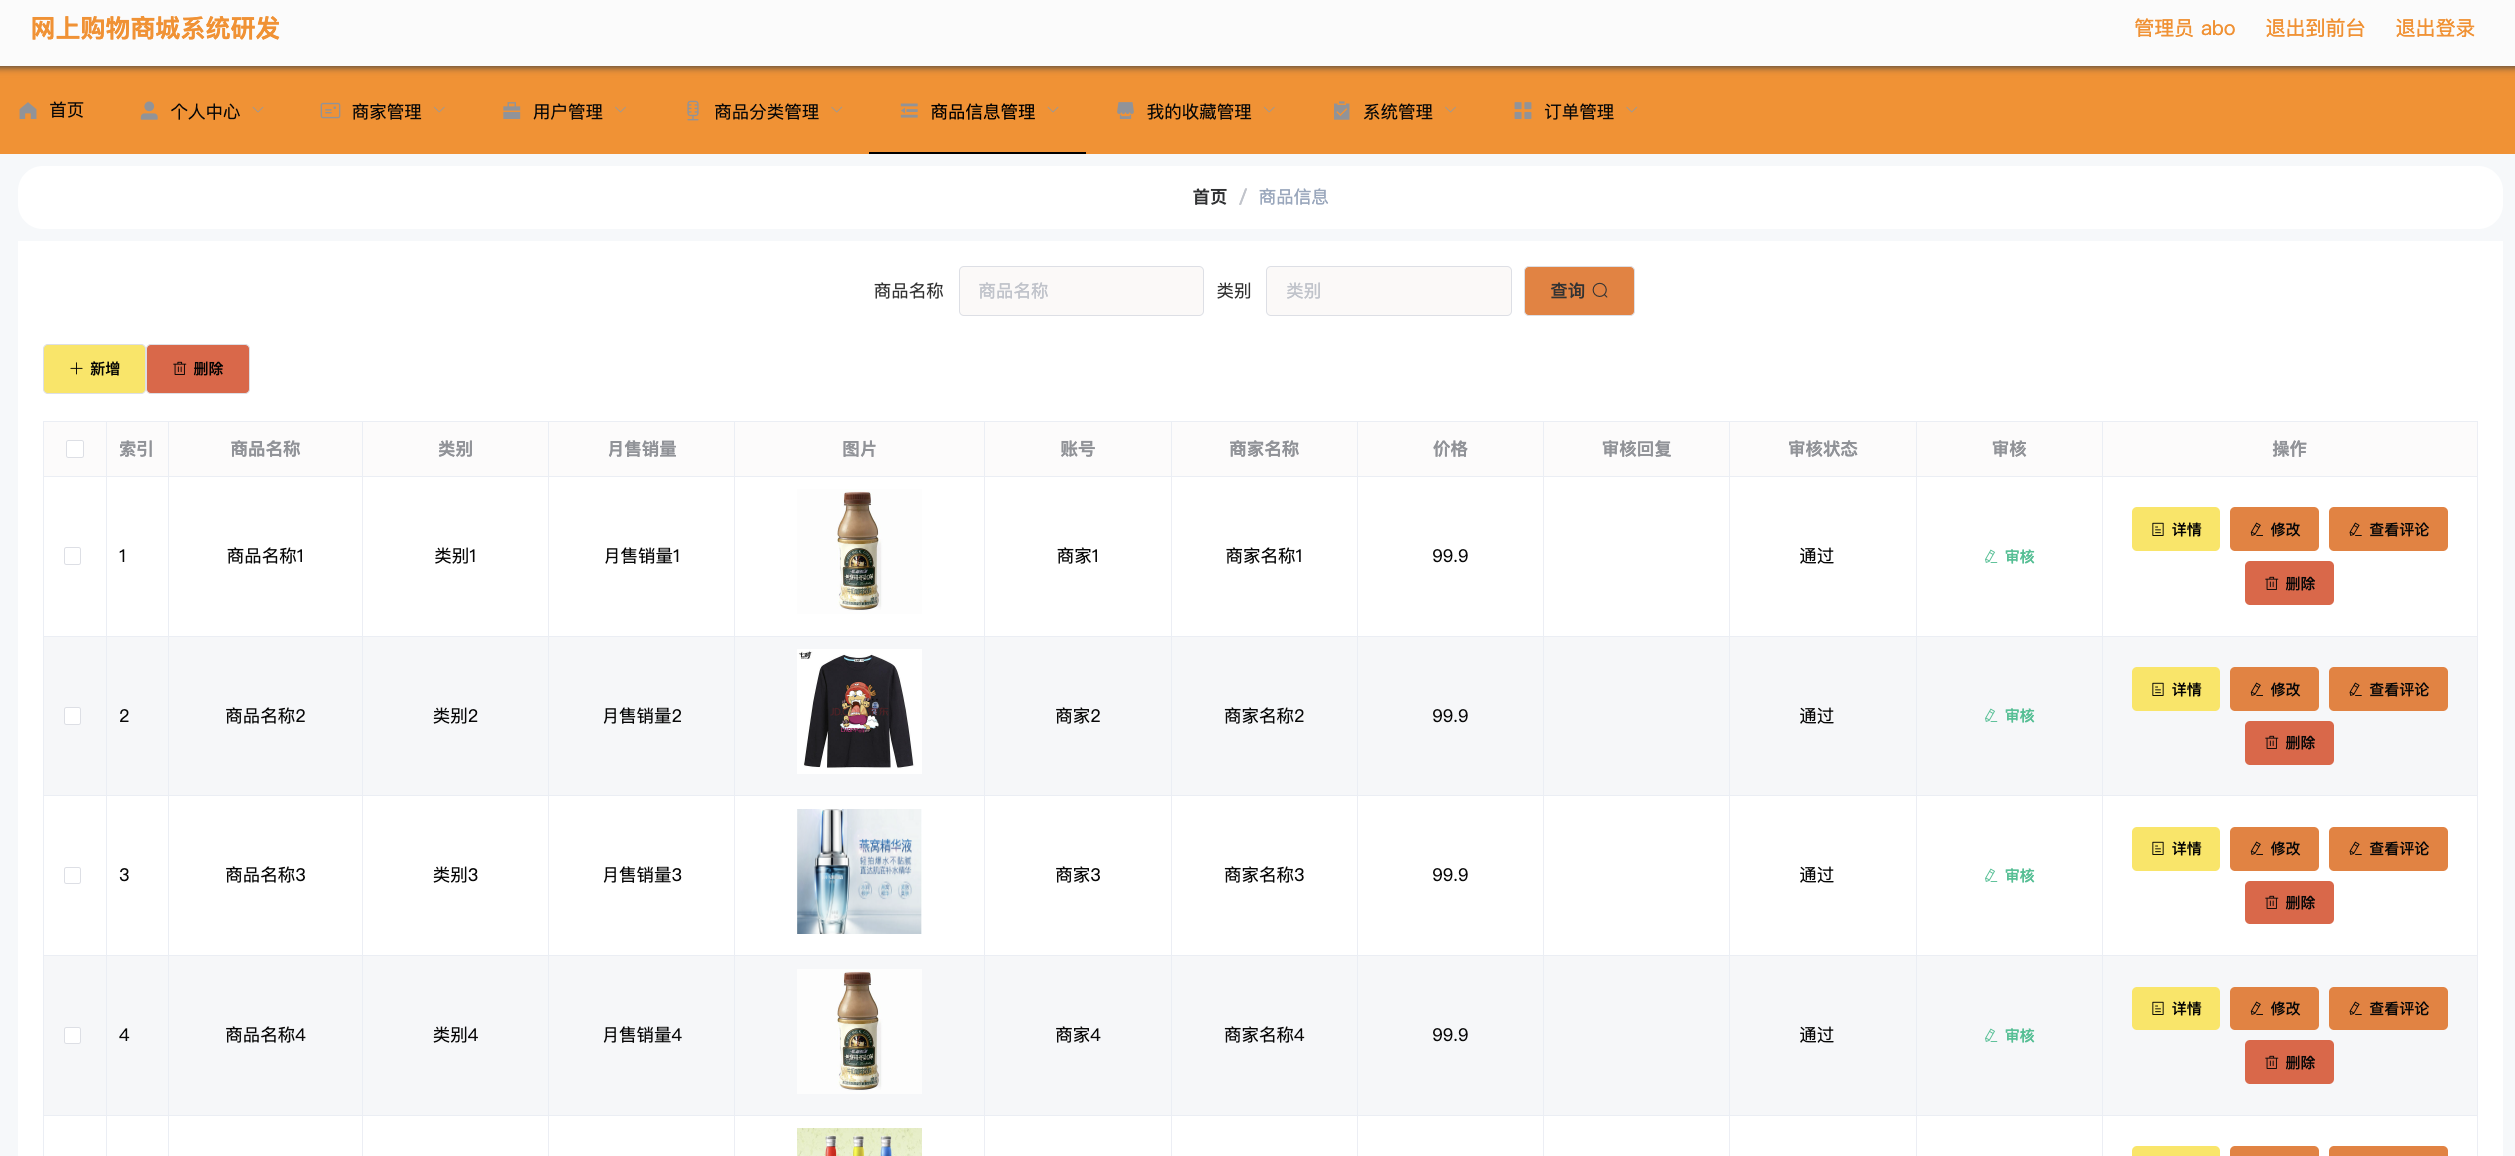 网上购物商城系统研发
管理员 abo 退出到前台 退出登录
首页 个人中心 商家管理 用户管理 商品分类管理 商品信息管理 我的收藏管理 系统管理 订单管理
首页 / 商品信息
商品名称 商品名称 类别 类别 查询
新增 删除
索引 商品名称 类别 月售销量 图片 账号 商家名称 价格 审核回复 审核状态 审核 操作
1 商品名称1 类别1 月售销量1 商家1 商家名称1 99.9 通过 审核 详情 修改 查看评论
删除
2 商品名称2 类别2 月售销量2 商家2 商家名称2 99.9 通过 审核 详情 修改 查看评论
删除
燕窝精华液
3 商品名称3 类别3 月售销量3 商家3 商家名称3 99.9 通过 审核 详情 修改 查看评论
删除
4 商品名称4 类别4 月售销量4 商家4 商家名称4 99.9 通过 审核 详情 修改 查看评论
删除